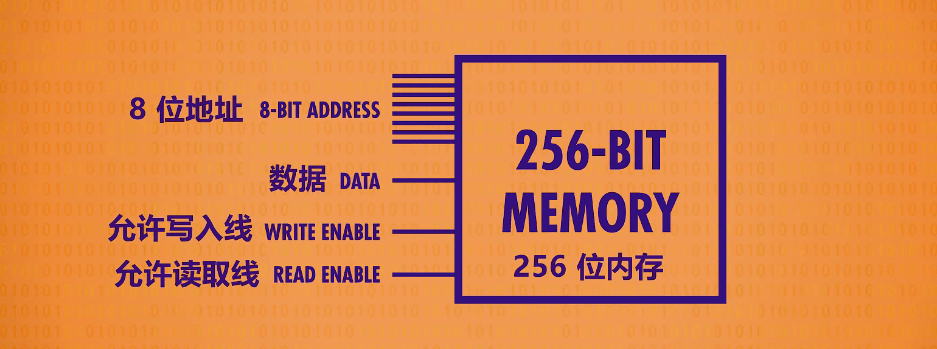 8 位地址 8-BIT ADDRESS
数据 DATA
允许写入线 WRITE ENABLE
允许读取线 READ ENABLE
256-BIT
MEMORY
256 位内存